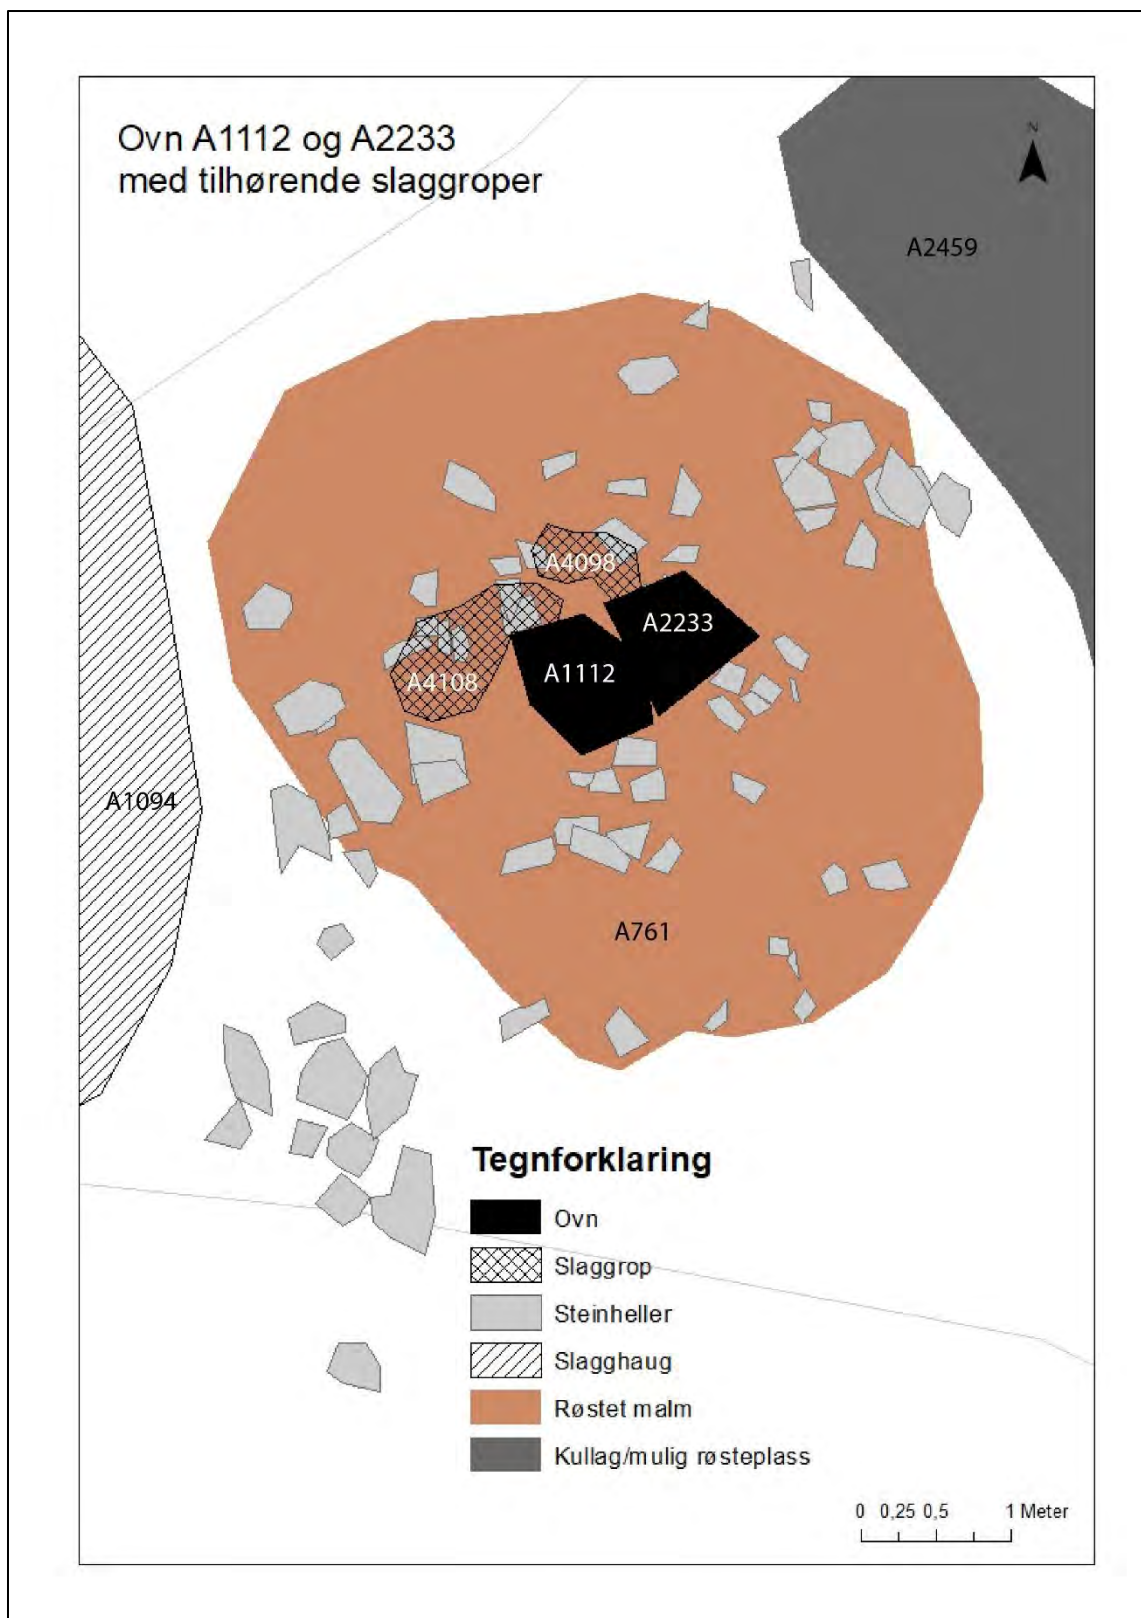 Ovn A1112 og A2233
med tilhørende slaggroper
N
A2459
A4098
A2233
A1112
A4108
A1094
A761
Tegnforklaring
Ovn
Slaggrop
Steinheller
Slagghaug
Røstet malm
Kullag/mulig røsteplass
0 0,25 0,5 1 Meter